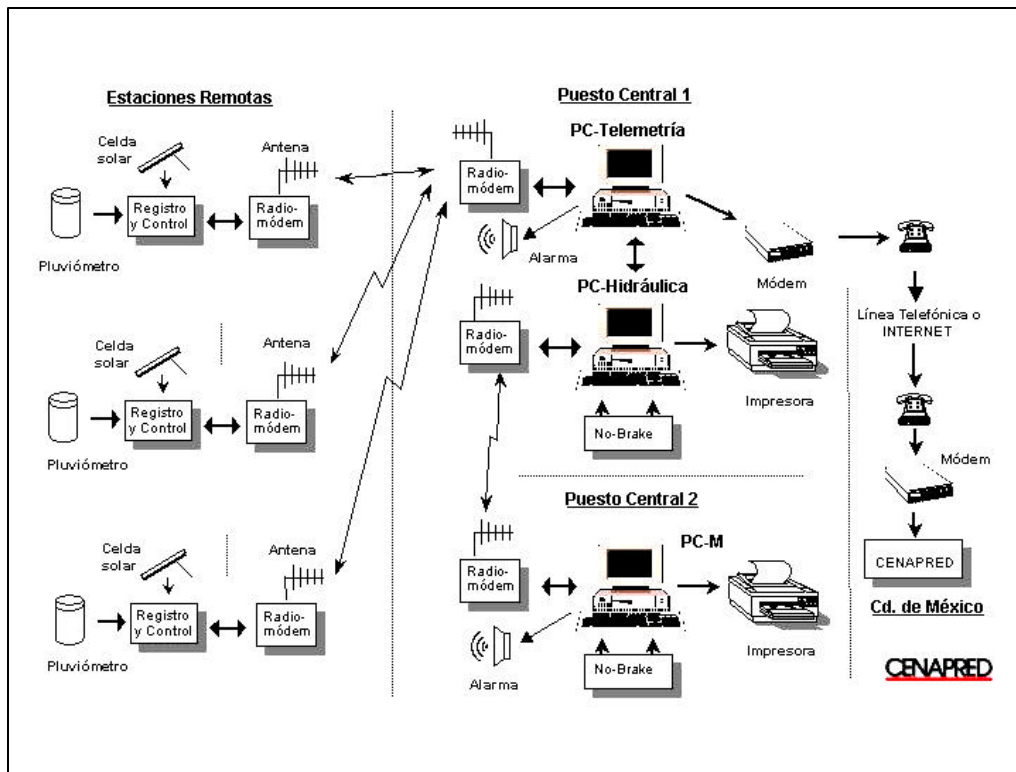 Estaciones Remotas
Celda
solar
Antena
Registro
y Control
Radio-
módem
Pluviómetro
Celda
solar
Antena
Registro
y Control
Radio-
módem
Pluviómetro
Celda
solar
Antena
Registro
y Control
Radio-
módem
Pluviómetro
Puesto Central 1
PC-Telemetría
Radio-
módem
Alarma
Módem
PC-Hidráulica
Radio-
módem
Impresora
No-Brake
Puesto Central 2
PC-M
Radio-
módem
Alarma
No-Brake
Impresora
Línea Telefónica o
INTERNET
Módem
CENAPRED
Cd. de México
CENAPRED